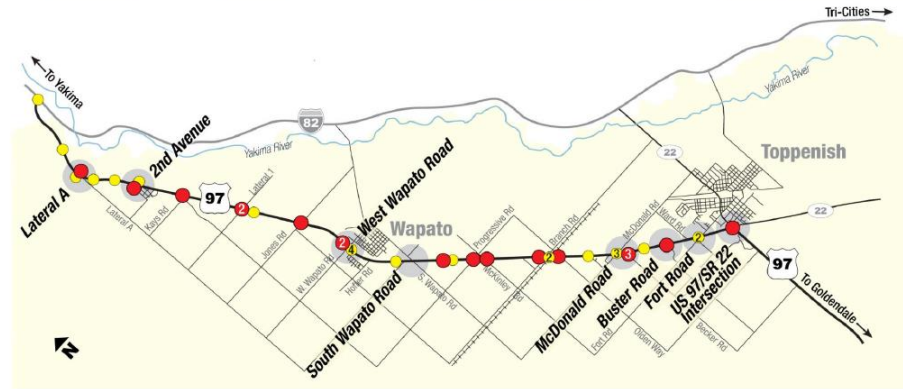 Tri-Cities
To Yakima
82
Yakima River
Yakima River
22
Toppenish
2nd Avenue
Lateral A
Lateral A
Kays Rd
97
2
Lateral 1
Jones Rd
West Wapato Road
2
4
W. Wapato Rd
Hoffer Rd
Wapato
South Wapato Road
S. Wapato Rd
Progressive Rd
McKinley Rd
Branch Rd
2
McDonald Road
3
3
McDonald Rd
Ward Rd
Buster Road
Fort Road
2
Fort Rd
Olden Way
Becker Rd
US 97/SR 22
Intersection
22
97
To Goldendale
N